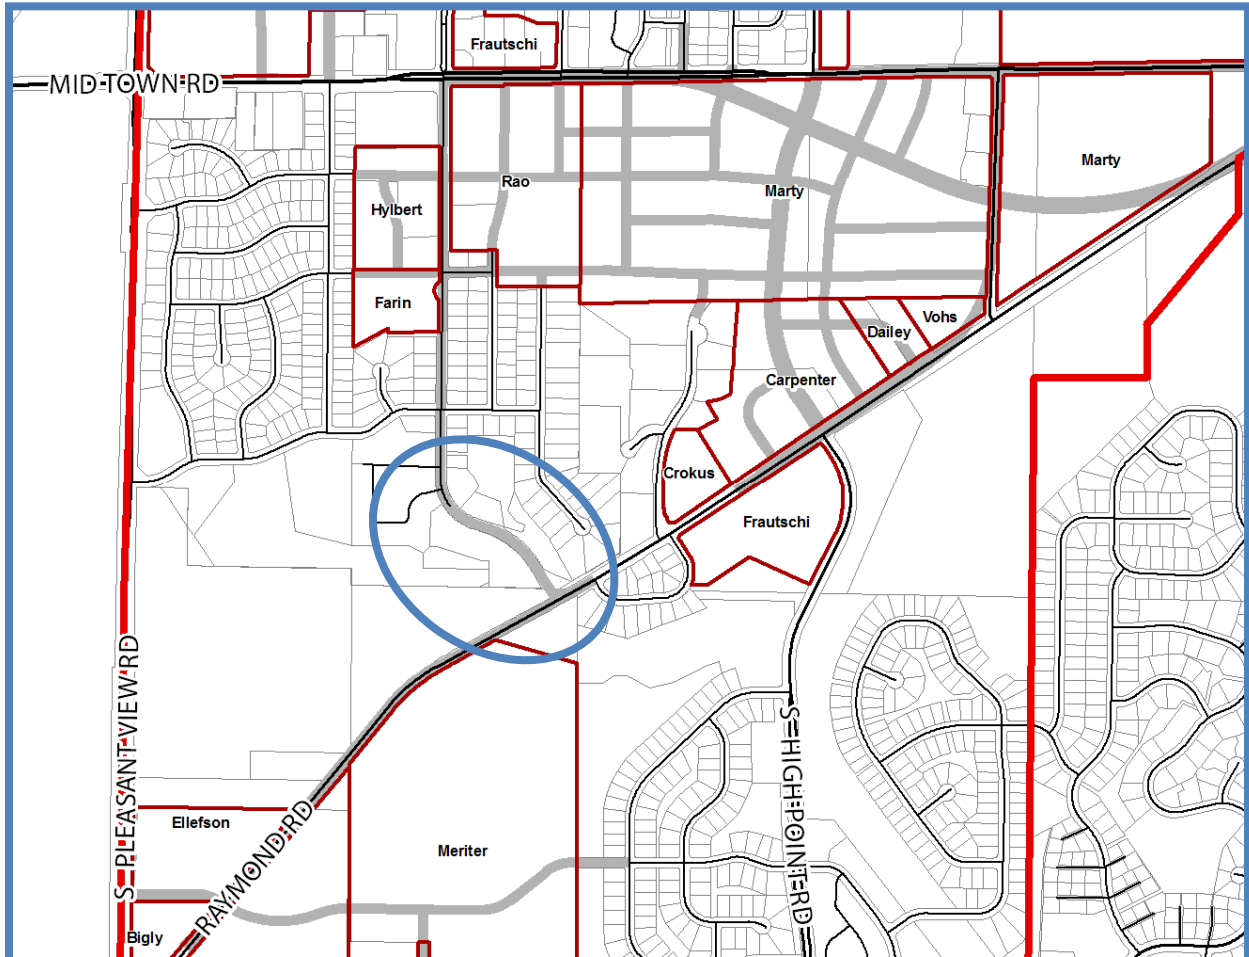 Frautschi
MID TOWN RD
Marty
Rao
Marty
Hylbert
Farin
Vohs
Dailey
Carpenter
Crokus
Frautschi
S PLEASANT VIEW RD
S HIGH POINT RD
RAYMOND RD
Ellefson
Meriter
Bigly